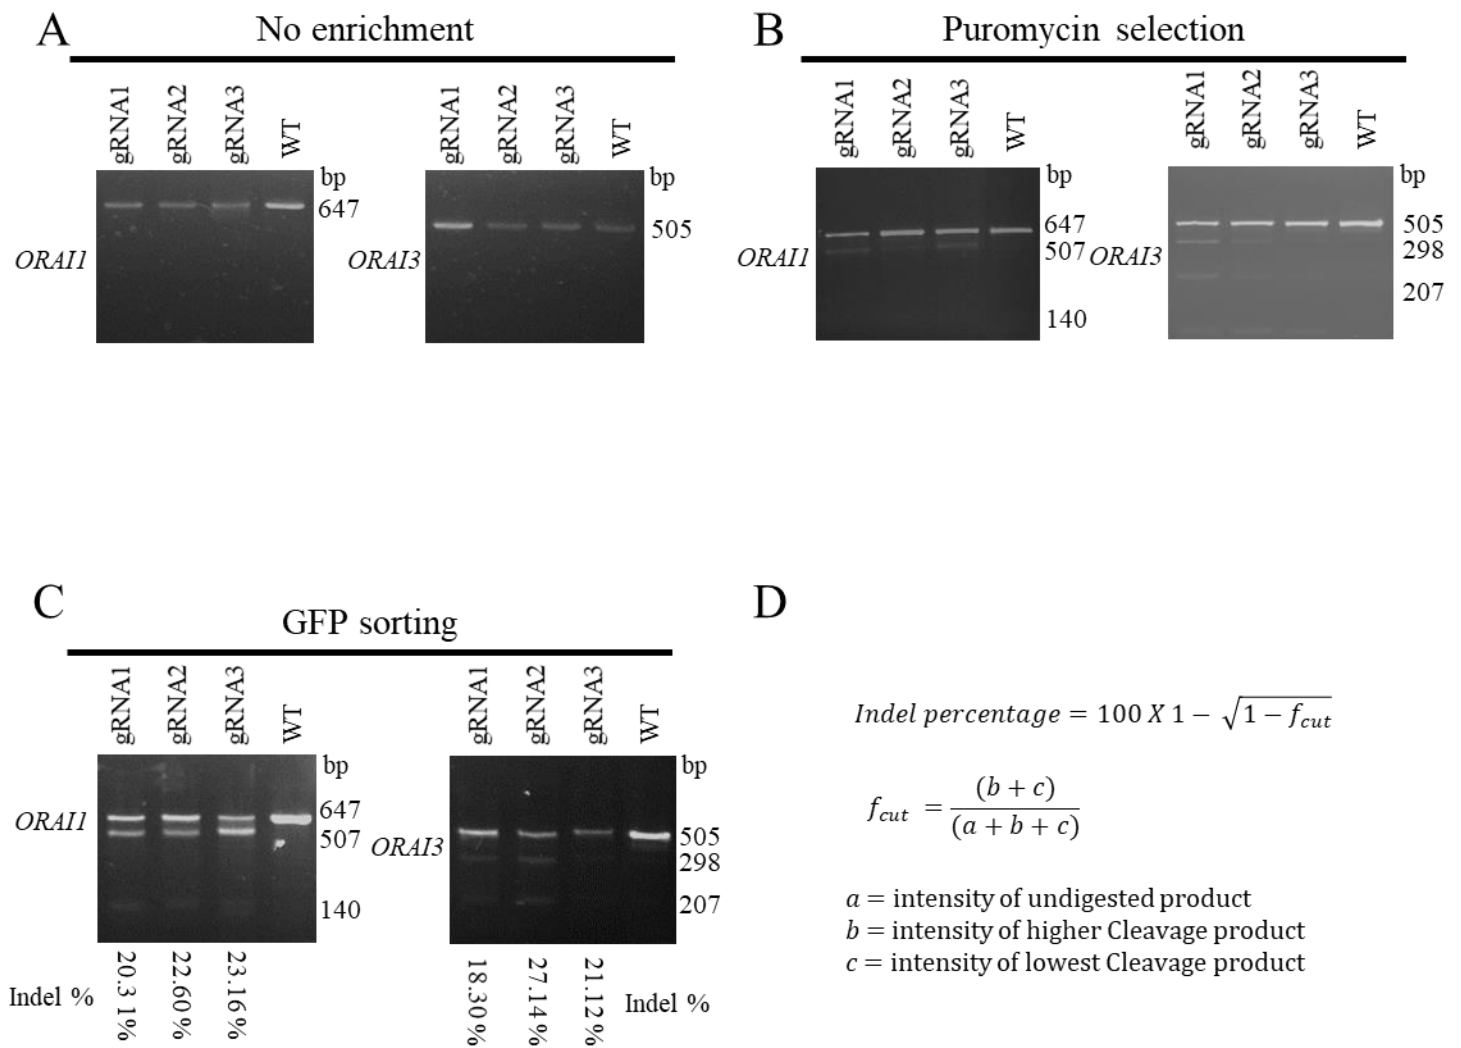 A
No enrichment
gRNA1
gRNA2
gRNA3
WT
bp
647
ORAI1
gRNA1
gRNA2
gRNA3
WT
bp
505
ORAI3
B
Puromycin selection
gRNA1
gRNA2
gRNA3
WT
bp
647
507
140
ORAI1
gRNA1
gRNA2
gRNA3
WT
bp
505
298
207
ORAI3
C
GFP sorting
gRNA1
gRNA2
gRNA3
WT
bp
647
507
140
ORAI1
Indel %
20.3 1%
22.60 %
23.16 %
gRNA1
gRNA2
gRNA3
WT
bp
505
298
207
ORAI3
18.30 %
27.14 %
21.12 %
Indel %
D
Indel percentage = 100 X 1 − √1 − fcut
fcut = (b + c)
(a + b + c)
a = intensity of undigested product
b = intensity of higher Cleavage product
c = intensity of lowest Cleavage product